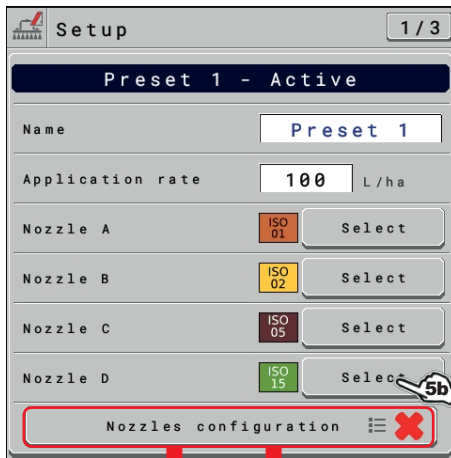 Setup 1/3
Preset 1 - Active
Name Preset 1
Application rate 100 L/ha
Nozzle A ISO 01 Select
Nozzle B ISO 02 Select
Nozzle C ISO 05 Select
Nozzle D ISO 15 Select 5b
Nozzles configuration